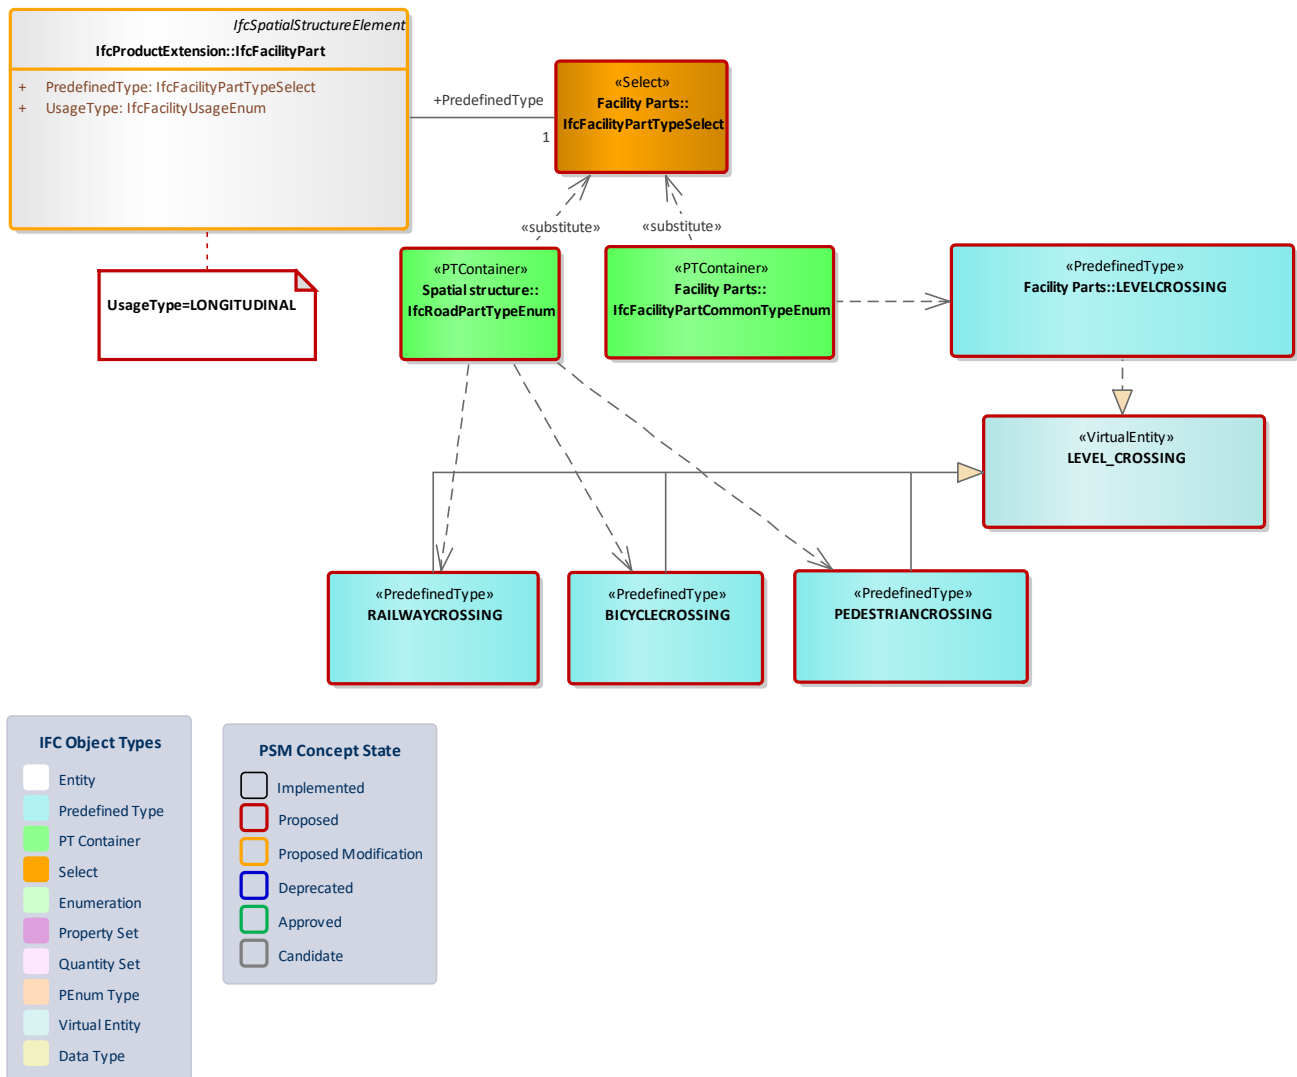 IfcSpatialStructureElement
IfcProductExtension::IfcFacilityPart
+ PredefinedType: IfcFacilityPartTypeSelect
+ UsageType: IfcFacilityUsageEnum
+PredefinedType
1
«Select»
Facility Parts::
IfcFacilityPartTypeSelect
«substitute»
«substitute»
UsageType=LONGITUDINAL
«PTContainer»
Spatial structure::
IfcRoadPartTypeEnum
«PTContainer»
Facility Parts::
IfcFacilityPartCommonTypeEnum
«PredefinedType»
Facility Parts::LEVELCROSSING
«VirtualEntity»
LEVEL_CROSSING
«PredefinedType»
RAILWAYCROSSING
«PredefinedType»
BICYCLECROSSING
«PredefinedType»
PEDESTRIANCROSSING
IFC Object Types
Entity
Predefined Type
PT Container
Select
Enumeration
Property Set
Quantity Set
PEnum Type
Virtual Entity
Data Type
PSM Concept State
Implemented
Proposed
Proposed Modification
Deprecated
Approved
Candidate